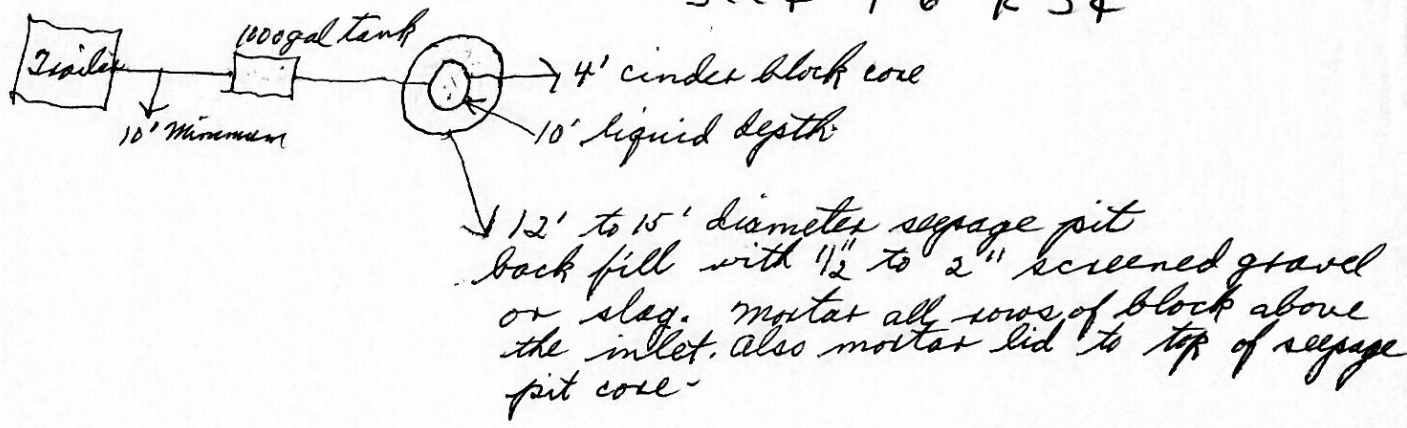 Trailer
1000gal tank
10' Minimum
4' cinder block core
10' liquid depth
12' to 15' diameter seepage pit
back fill with 1/2" to 2" screened gravel
or slag. Mortar all rows of block above
the inlet. Also mortar lid to top of seepage
pit core-